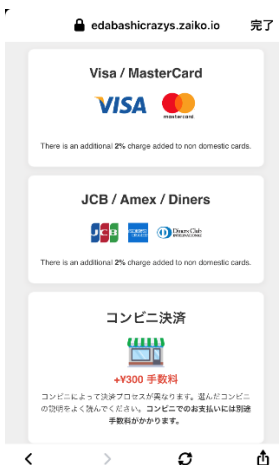 edabashicrazys.zaiko.io 完了
Visa / MasterCard
VISA
mastercard
There is an additional 2% charge added to non domestic cards.
JCB / Amex / Diners
JCB
Diners Club
INTERNATIONAL
There is an additional 2% charge added to non domestic cards.
コンビニ決済
+¥300 手数料
コンビニによって決済プロセスが異なります。選んだコンビニ
の説明をよく読んでください。コンビニでのお支払いには別途
手数料がかかります。